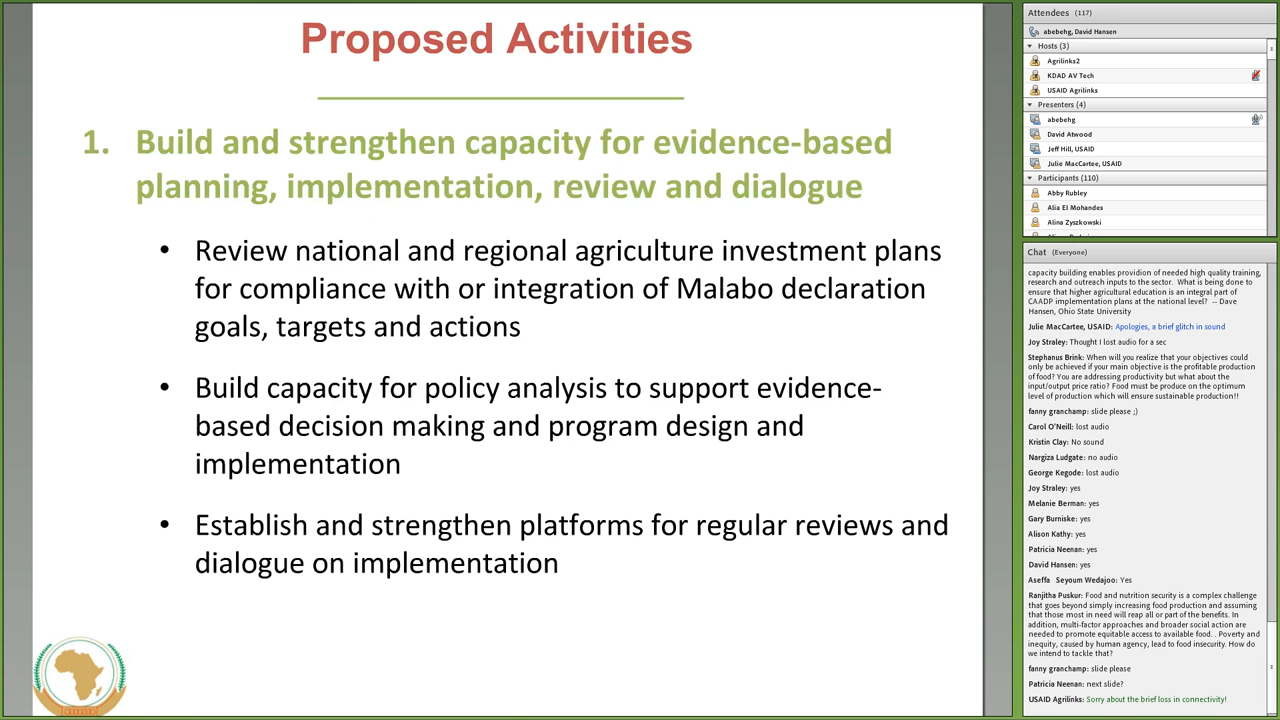 Proposed Activities
1. Build and strengthen capacity for evidence-based
planning, implementation, review and dialogue
• Review national and regional agriculture investment plans
for compliance with or integration of Malabo declaration
goals, targets and actions
• Build capacity for policy analysis to support evidence-
based decision making and program design and
implementation
• Establish and strengthen platforms for regular reviews and
dialogue on implementation
Attendees (117)
abebehg, David Hansen
Hosts (3)
Agrilinks2
KDAD AV Tech
USAID Agrilinks
Presenters (4)
abebehg
David Atwood
Jeff Hill, USAID
Julie MacCartee, USAID
Participants (110)
Abby Rubley
Alia El Mohandes
Alina Zyszkowski
Chat (Everyone)
capacity building enables providion of needed high quality training,
research and outreach inputs to the sector. What is being done to
ensure that higher agricultural education is an integral part of
CAADP implementation plans at the national level? -- Dave
Hansen, Ohio State University
Julie MacCartee, USAID: Apologies, a brief glitch in sound
Joy Straley: Thought I lost audio for a sec
Stephanus Brink: When will you realize that your objectives could
only be achieved if your main objective is the profitable production
of food? You are addressing productivity but what about the
input/output price ratio? Food must be produce on the optimum
level of production which will ensure sustainable production!!
fanny granchamp: slide please ;)
Carol O'Neill: lost audio
Kristin Clay: No sound
Nargiza Ludgate: no audio
George Kegode: lost audio
Joy Straley: yes
Melanie Berman: yes
Gary Burniske: yes
Alison Kathy: yes
Patricia Neenan: yes
David Hansen: yes
Aseffa Seyoum Wedajoo: Yes
Ranjitha Puskur: Food and nutrition security is a complex challenge
that goes beyond simply increasing food production and assuming
that those most in need will reap all or part of the benefits. In
addition, multi-factor approaches and broader social action are
needed to promote equitable access to available food. . Poverty and
inequity, caused by human agency, lead to food insecurity. How do
we intend to tackle that?
fanny granchamp: slide please
Patricia Neenan: next slide?
USAID Agrilinks: Sorry about the brief loss in connectivity!